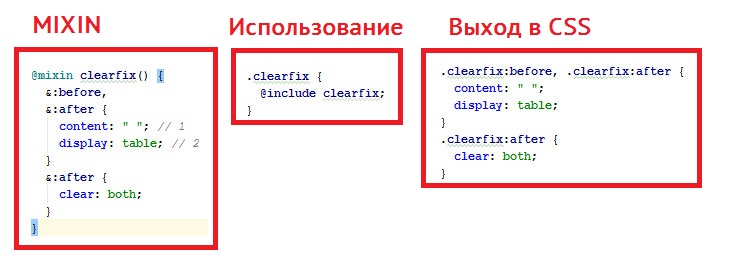 MIXIN
@mixin clearfix() {
&:before,
&:after {
content: " "; // 1
display: table; // 2
}
&:after {
clear: both;
}
}
Использование
.clearfix {
@include clearfix;
}
Выход в CSS
.clearfix:before, .clearfix:after {
content: " ";
display: table;
}
.clearfix:after {
clear: both;
}